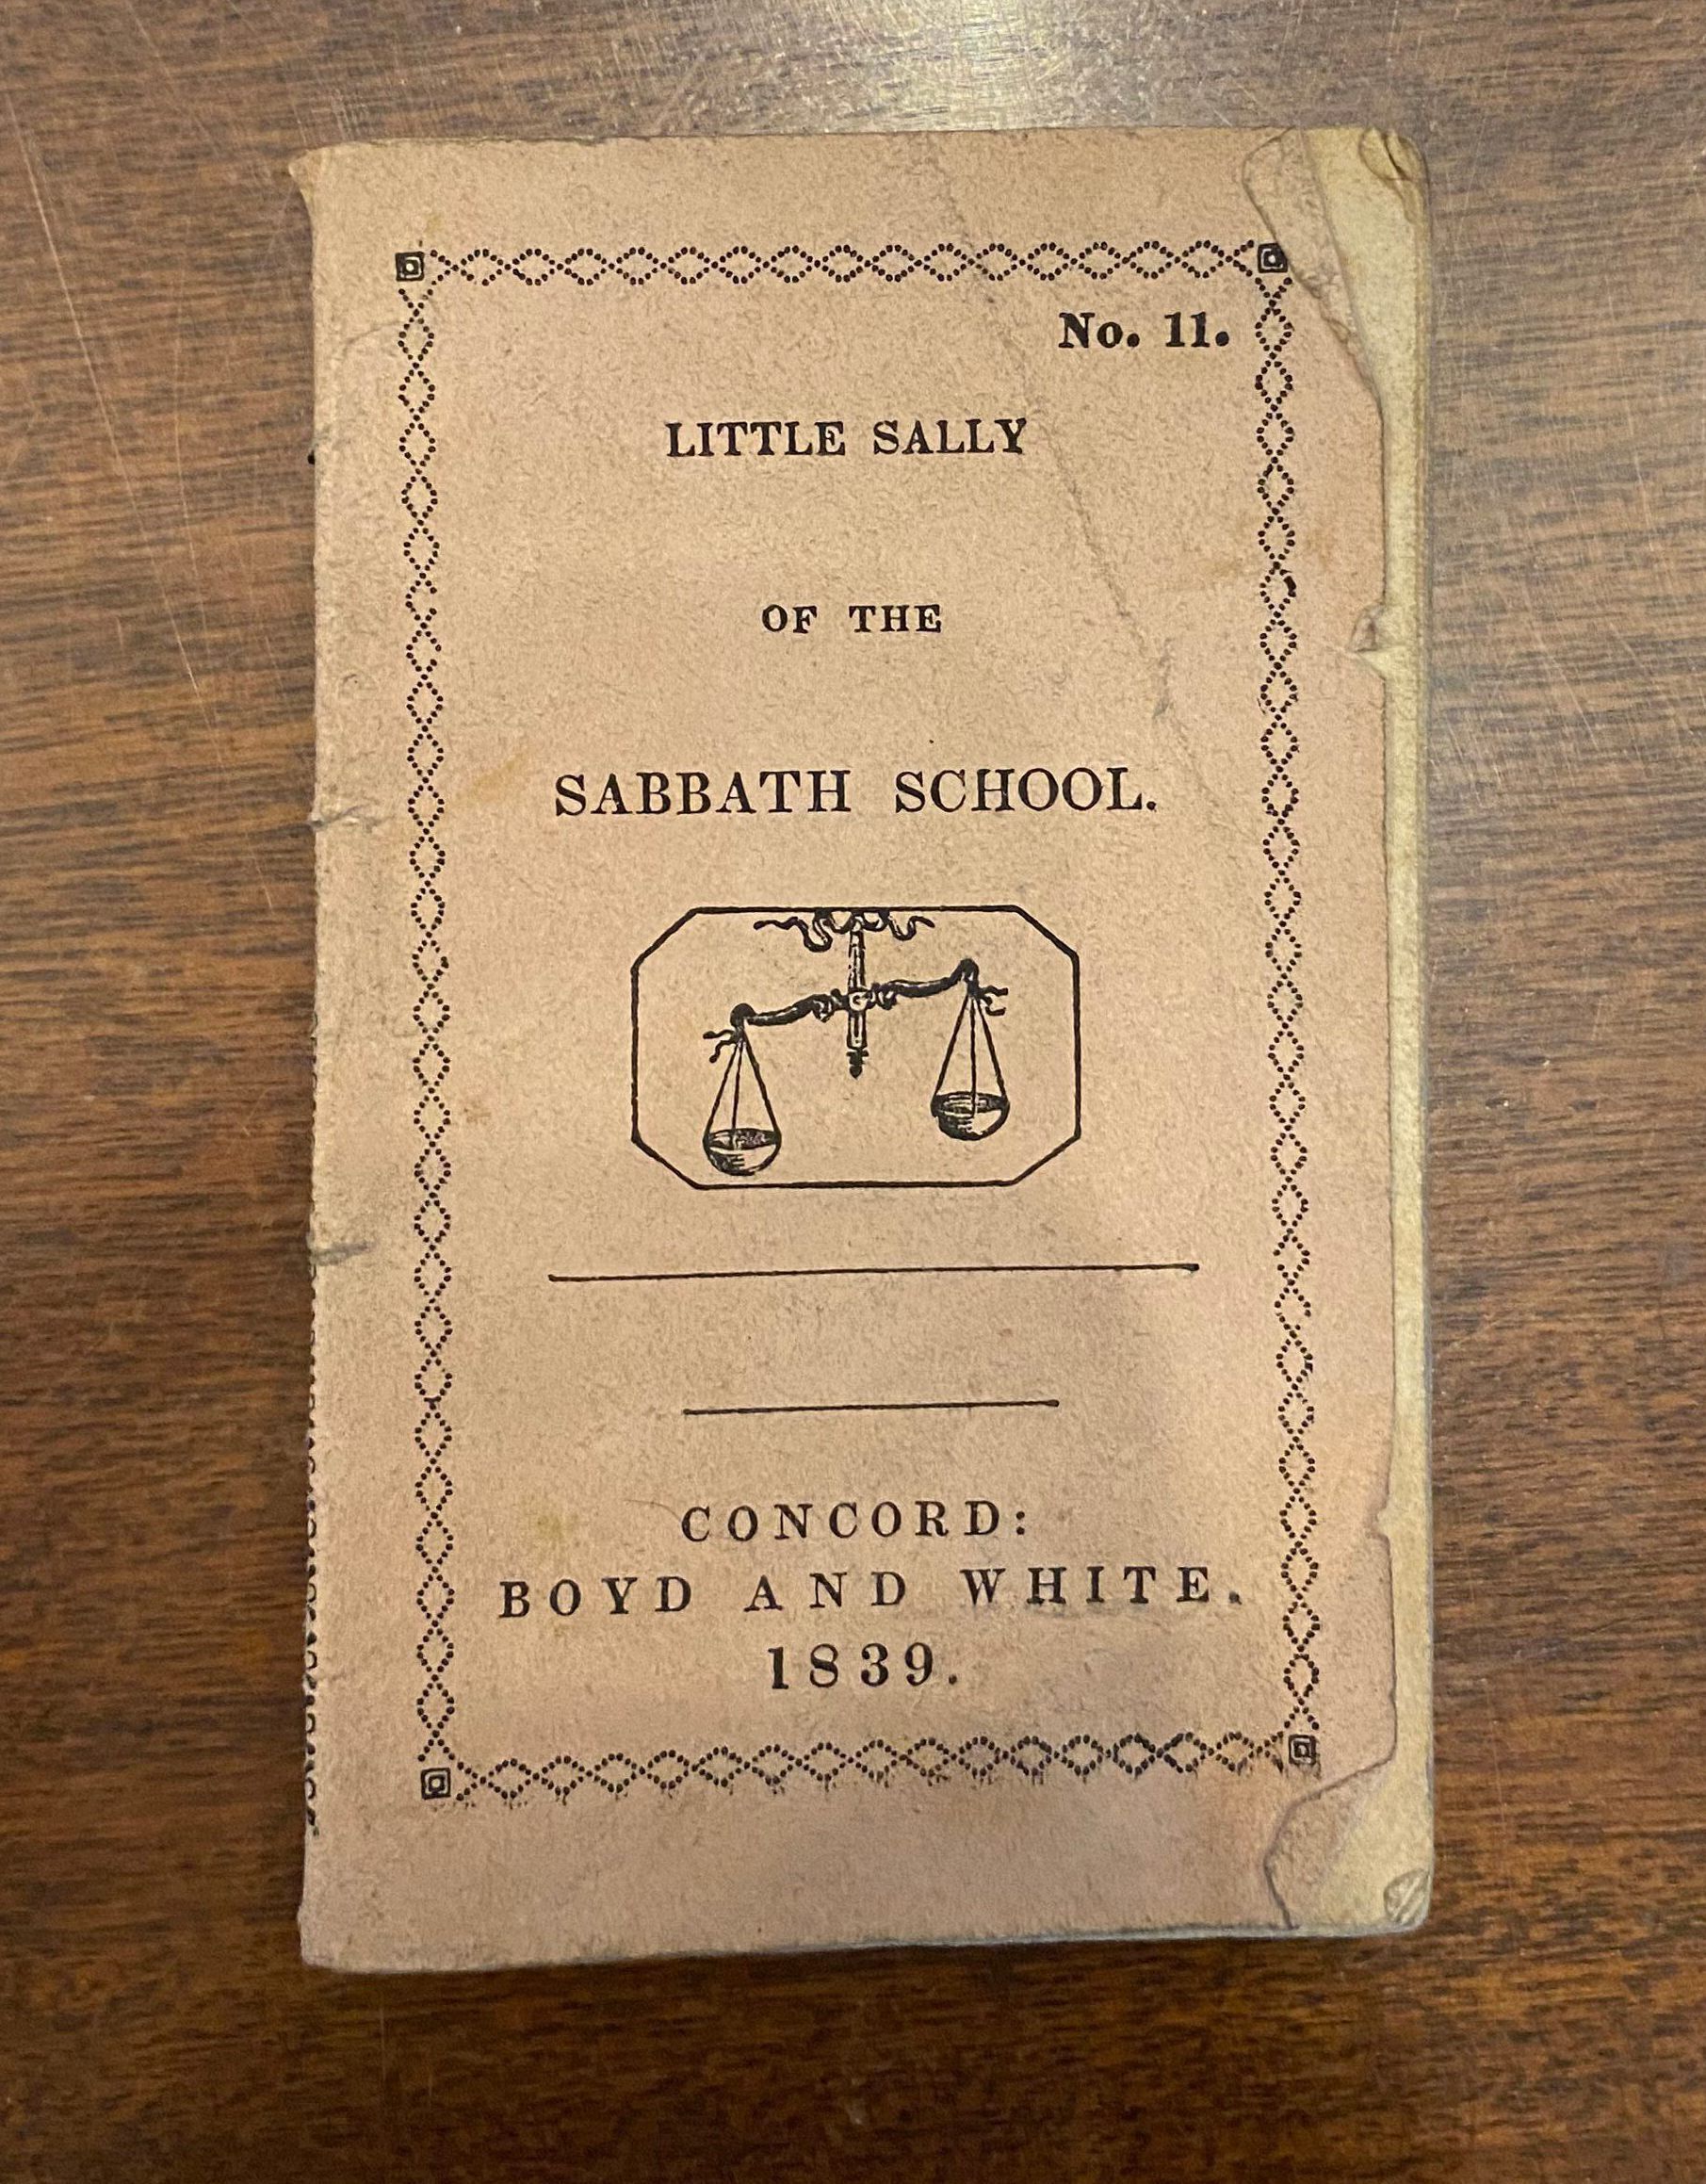 No. 11.
LITTLE SALLY
OF THE
SABBATH SCHOOL.
CONCORD:
BOYD AND WHITE.
1839.